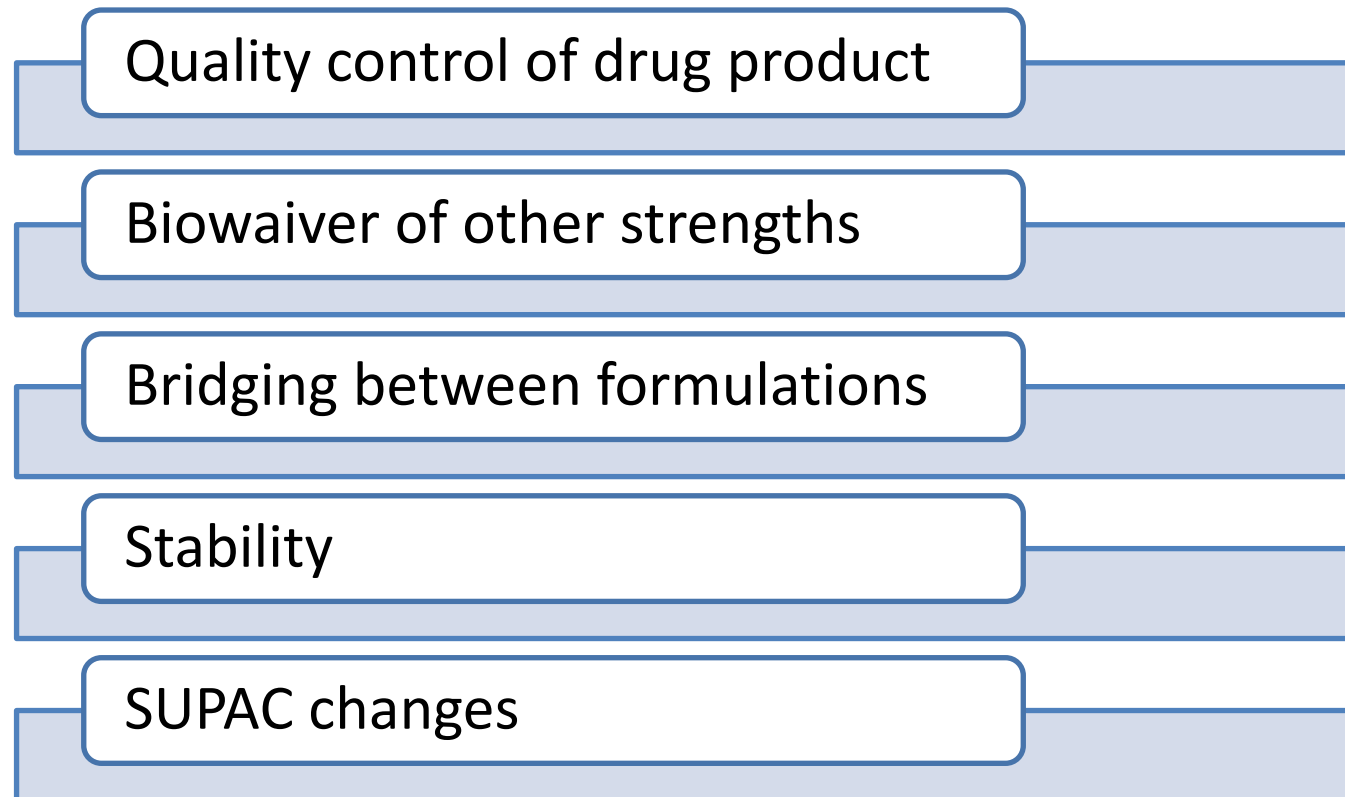 Quality control of drug product
Biowaiver of other strengths
Bridging between formulations
Stability
SUPAC changes